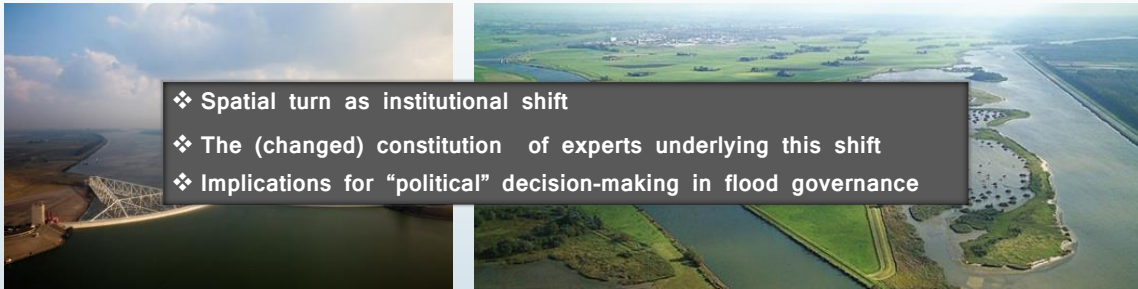 ❖ Spatial turn as institutional shift
❖ The (changed) constitution of experts underlying this shift
❖ Implications for “political” decision-making in flood governance